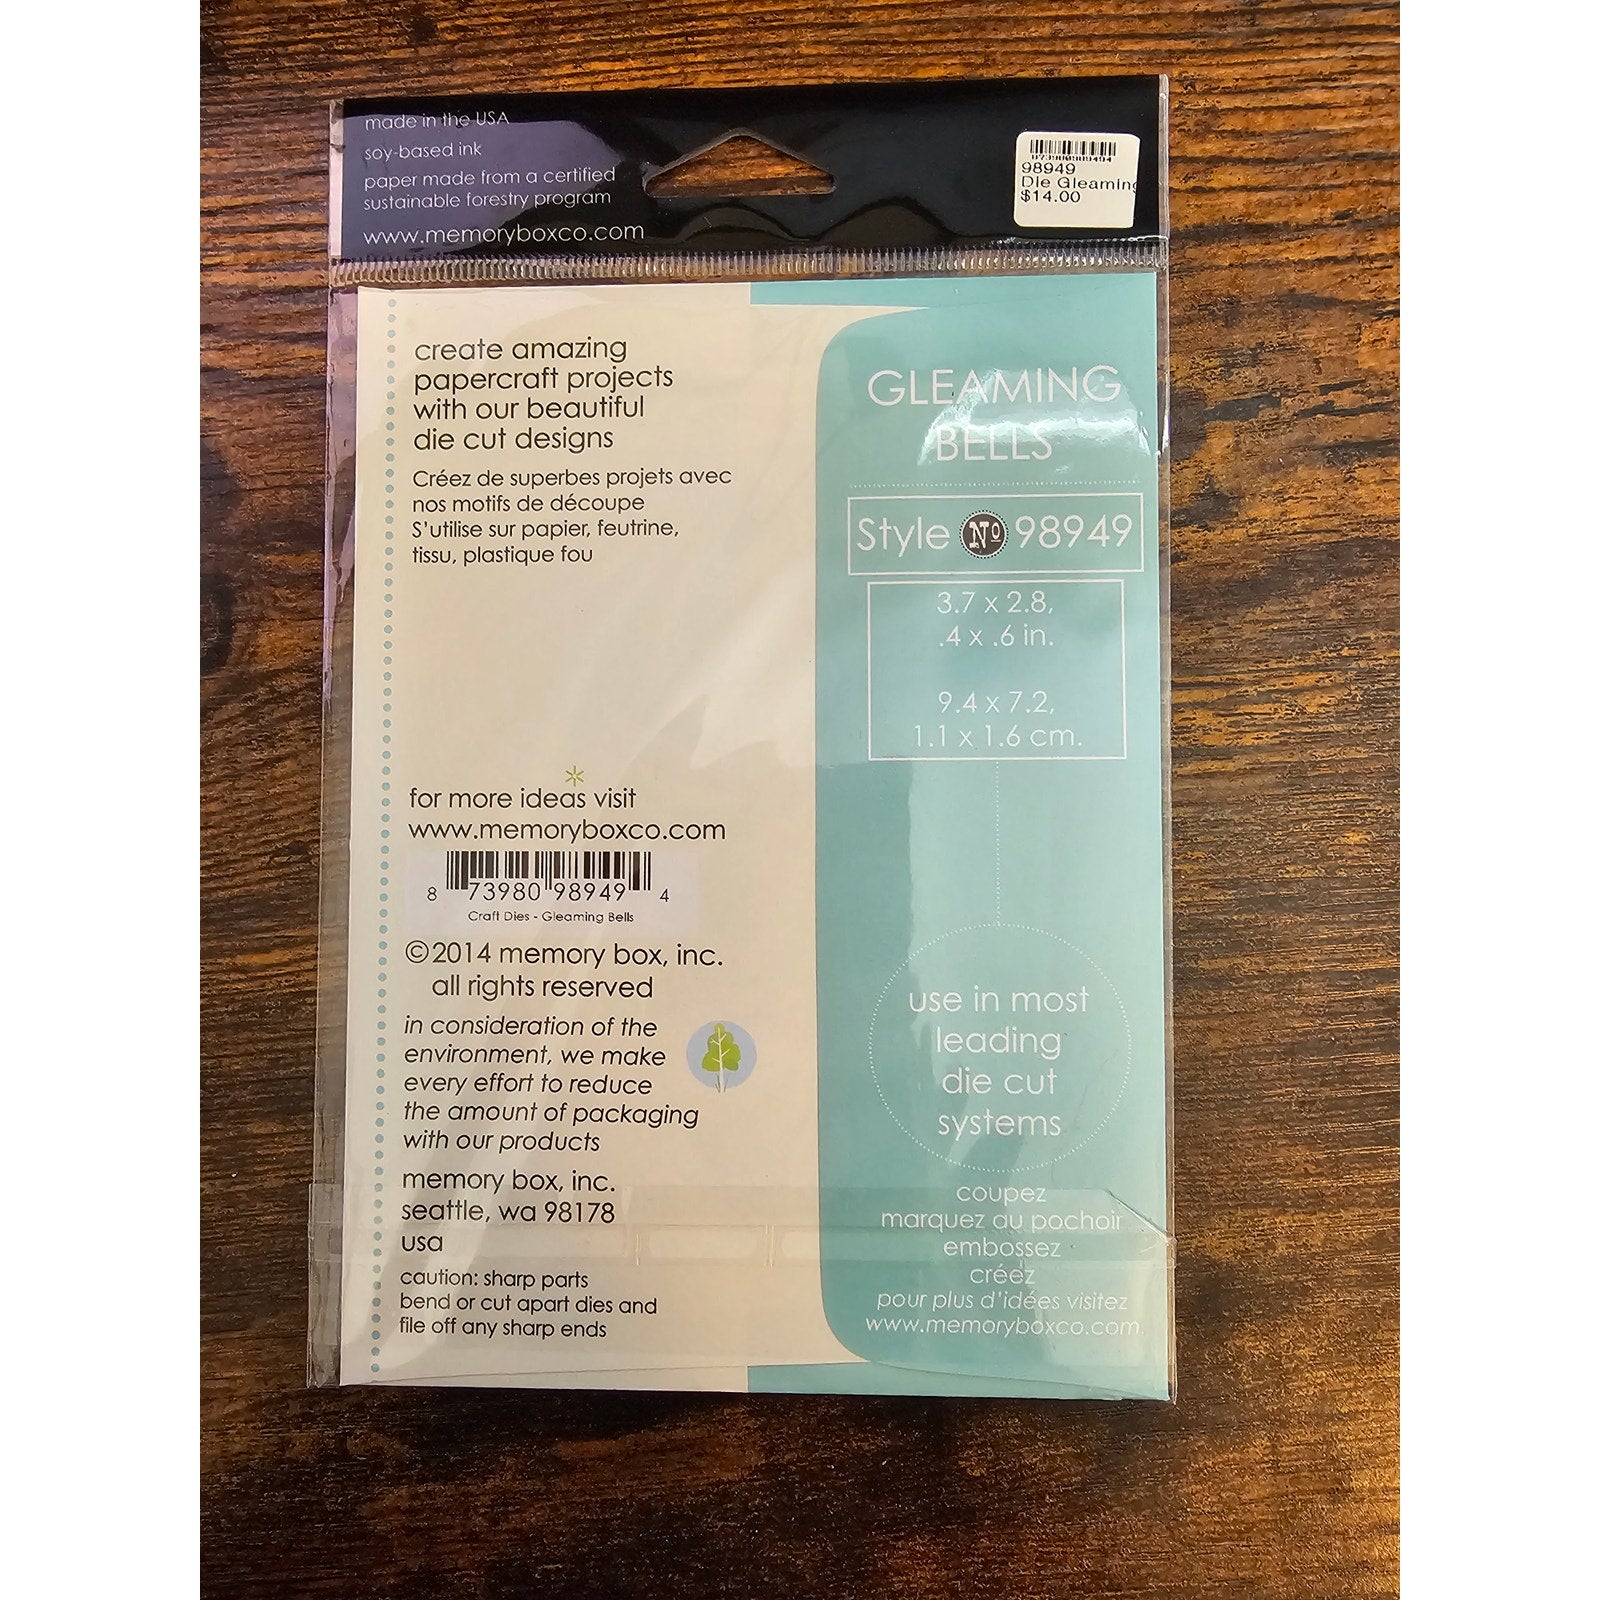 made in the USA
soy-based ink
paper made from a certified
sustainable forestry program
www.memoryboxco.com
873980989494
98949
Die Gleaming
$14.00
create amazing
papercraft projects
with our beautiful
die cut designs
Créez de superbes projets avec
nos motifs de découpe
S'utilise sur papier, feutrine,
tissu, plastique fou
for more ideas visit
www.memoryboxco.com
8 73980 98949 4
Craft Dies - Gleaming Bells
©2014 memory box, inc.
all rights reserved
in consideration of the
environment, we make
every effort to reduce
the amount of packaging
with our products
memory box, inc.
seattle, wa 98178
usa
caution: sharp parts
bend or cut apart dies and
file off any sharp ends
GLEAMING
BELLS
Style No 98949
3.7 x 2.8,
.4 x .6 in.
9.4 x 7.2,
1.1 x 1.6 cm.
use in most
leading
die cut
systems
coupez
marquez au pochoir
embossez
créez
pour plus d'idées visitez
www.memoryboxco.com